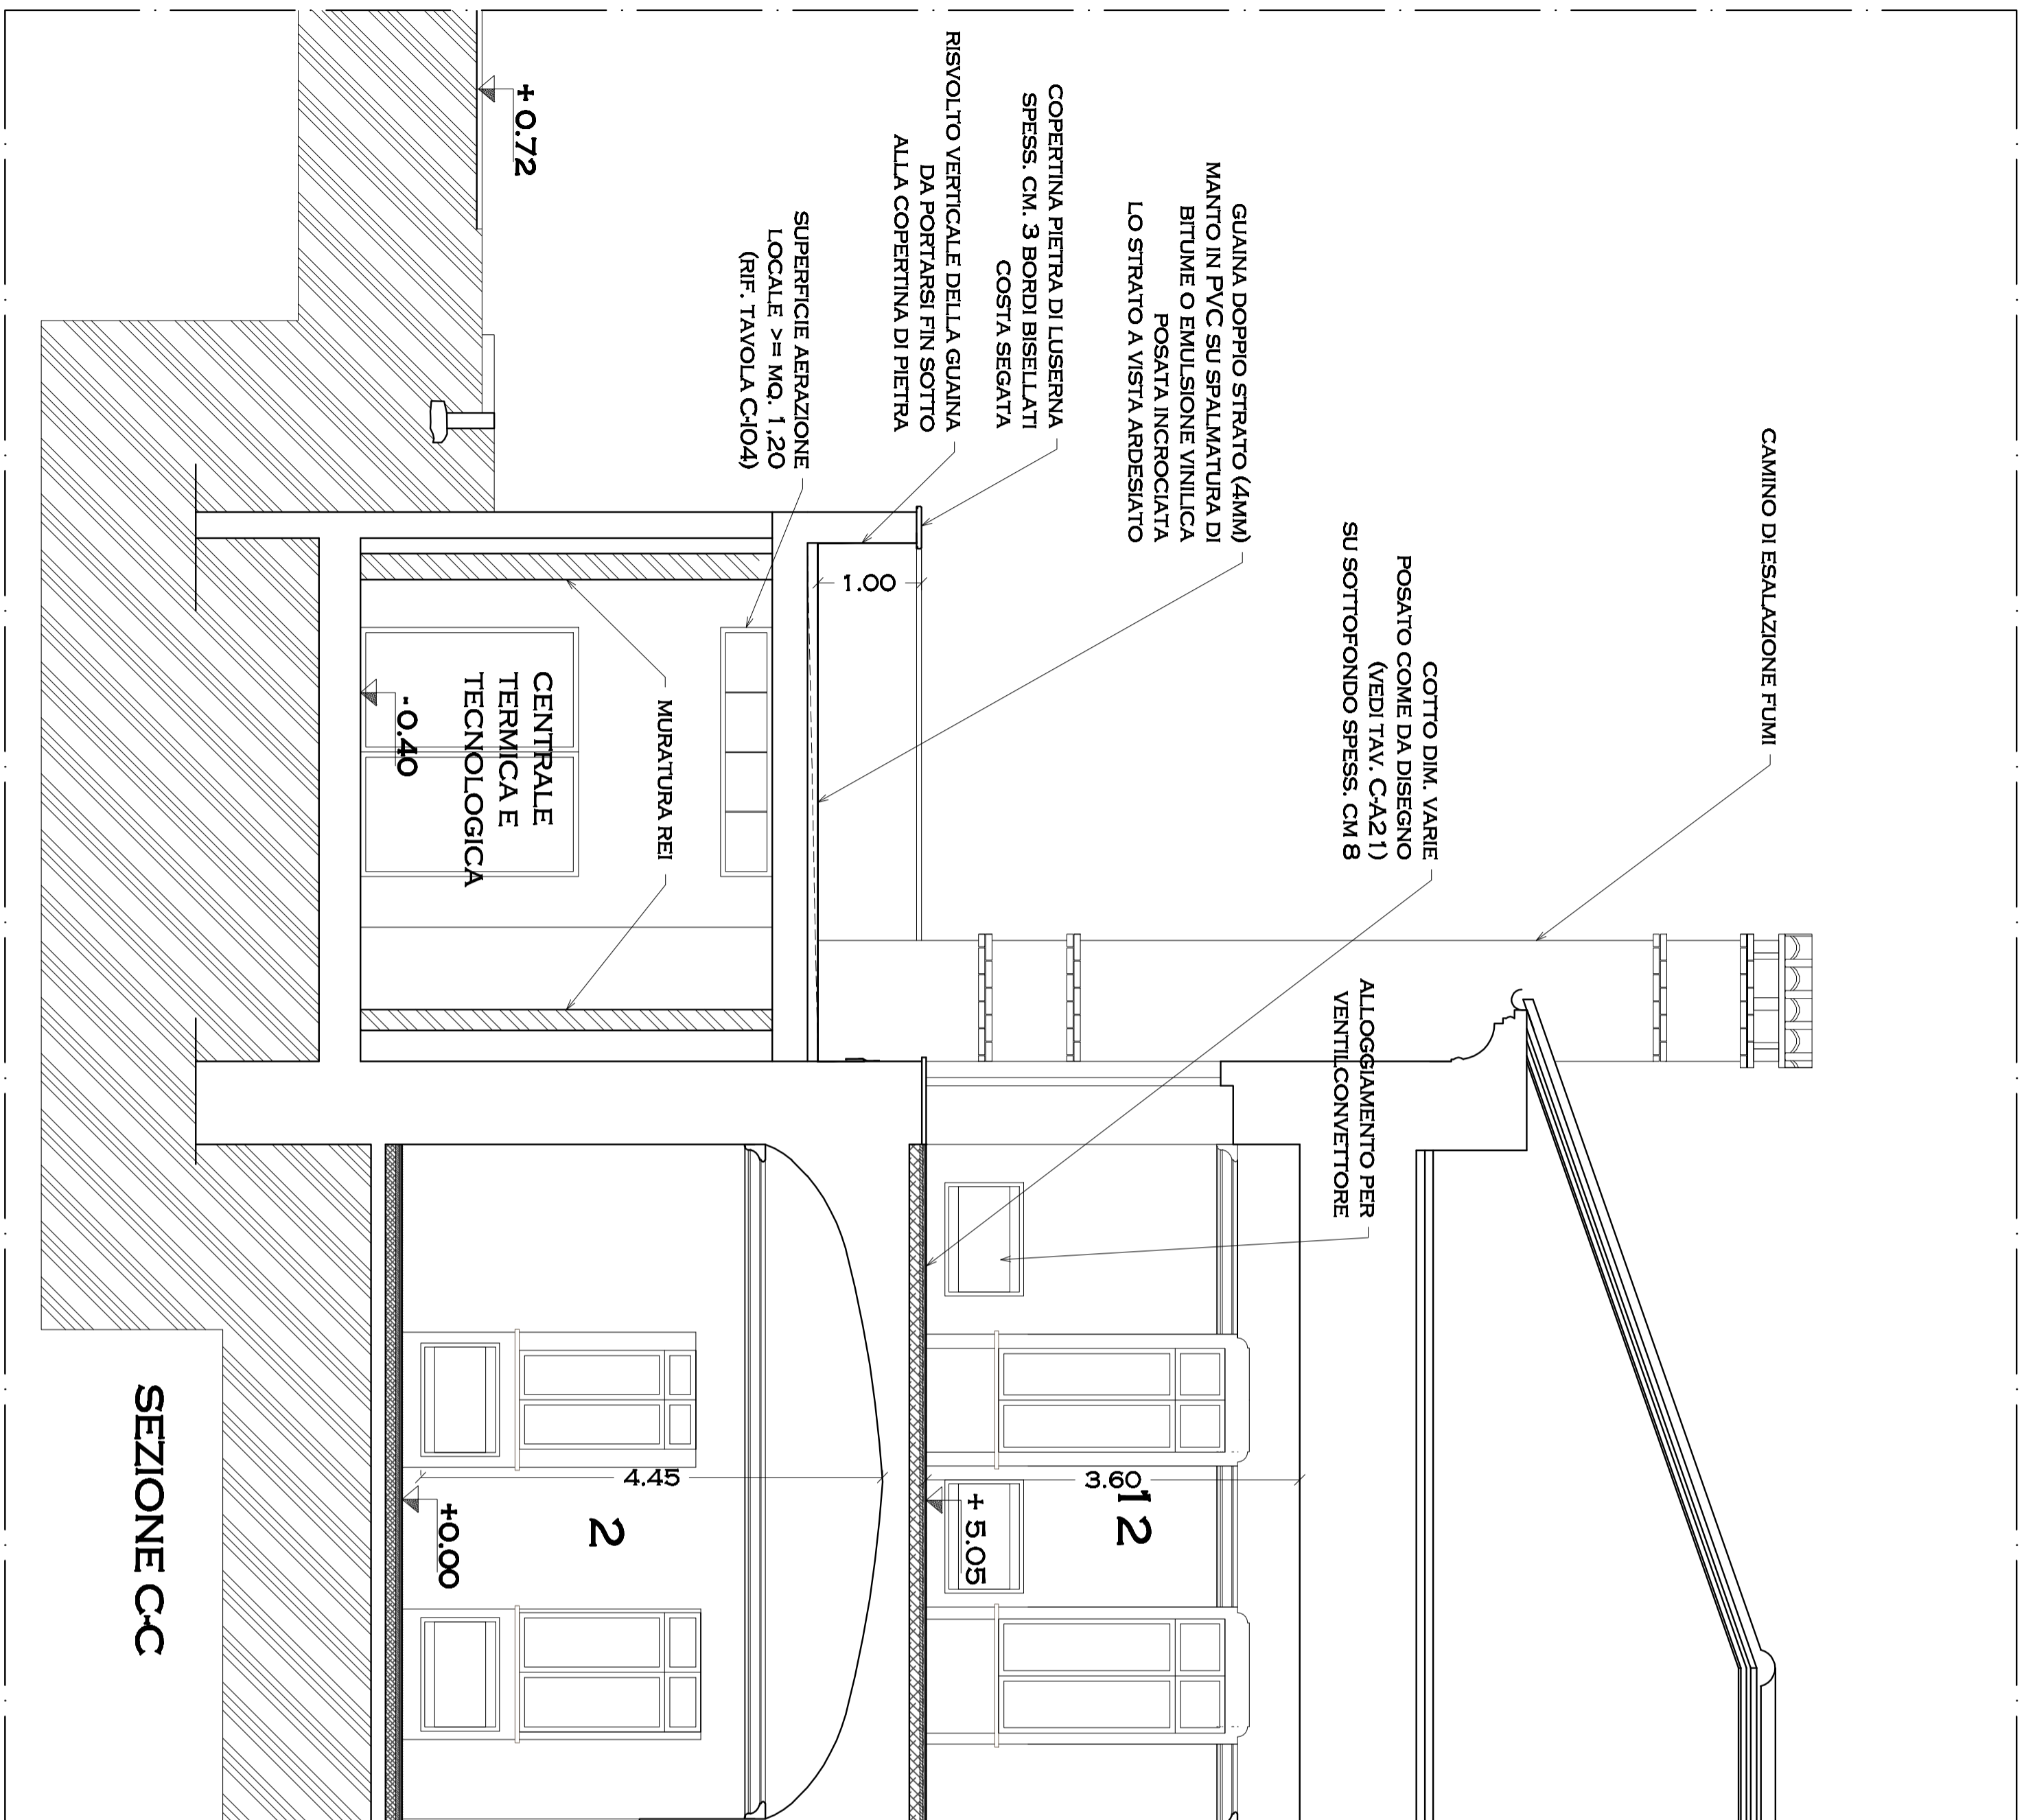 CAMINO DI ESALAZIONE FUMI
COTTO DIM. VARIE
POSATO COME DA DISEGNO
(VEDI TAV. C-A21)
SU SOTTOFONDO SPESS. CM 8
ALLOGGIAMENTO PER
VENTILCONVETTORE
GUAINA DOPPIO STRATO (4MM)
MANTO IN PVC SU SPALMATURA DI
BITUME O EMULSIONE VINILICA
POSATA INCROCIATA
LO STRATO A VISTA ARDESIATO
COPERTINA PIETRA DI LUSERNA
SPESS. CM. 3 BORDI BISELLATI
COSTA SEGATA
RISVOLTO VERTICALE DELLA GUAINA
DA PORTARSI FIN SOTTO
ALLA COPERTINA DI PIETRA
SUPERFICIE AERAZIONE
LOCALE >= MQ. 1,20
(RIF. TAVOLA C-I04)
1.00
3.60
12
+ 5.05
MURATURA REI
CENTRALE
TERMICA E
TECNOLOGICA
-0.40
+0.72
4.45
2
+0.00
SEZIONE C-C